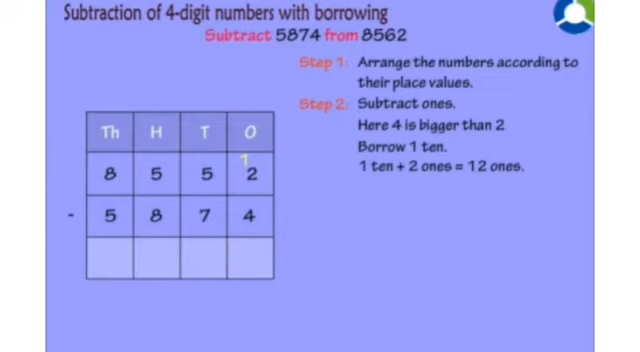 Subtraction of 4-digit numbers with borrowing
Subtract 5874 from 8562
Step 1: Arrange the numbers according to
their place values.
Step 2: Subtract ones.
Here 4 is bigger than 2
Borrow 1 ten.
1 ten + 2 ones = 12 ones.
Th H T O
1
8 5 5 2
- 5 8 7 4